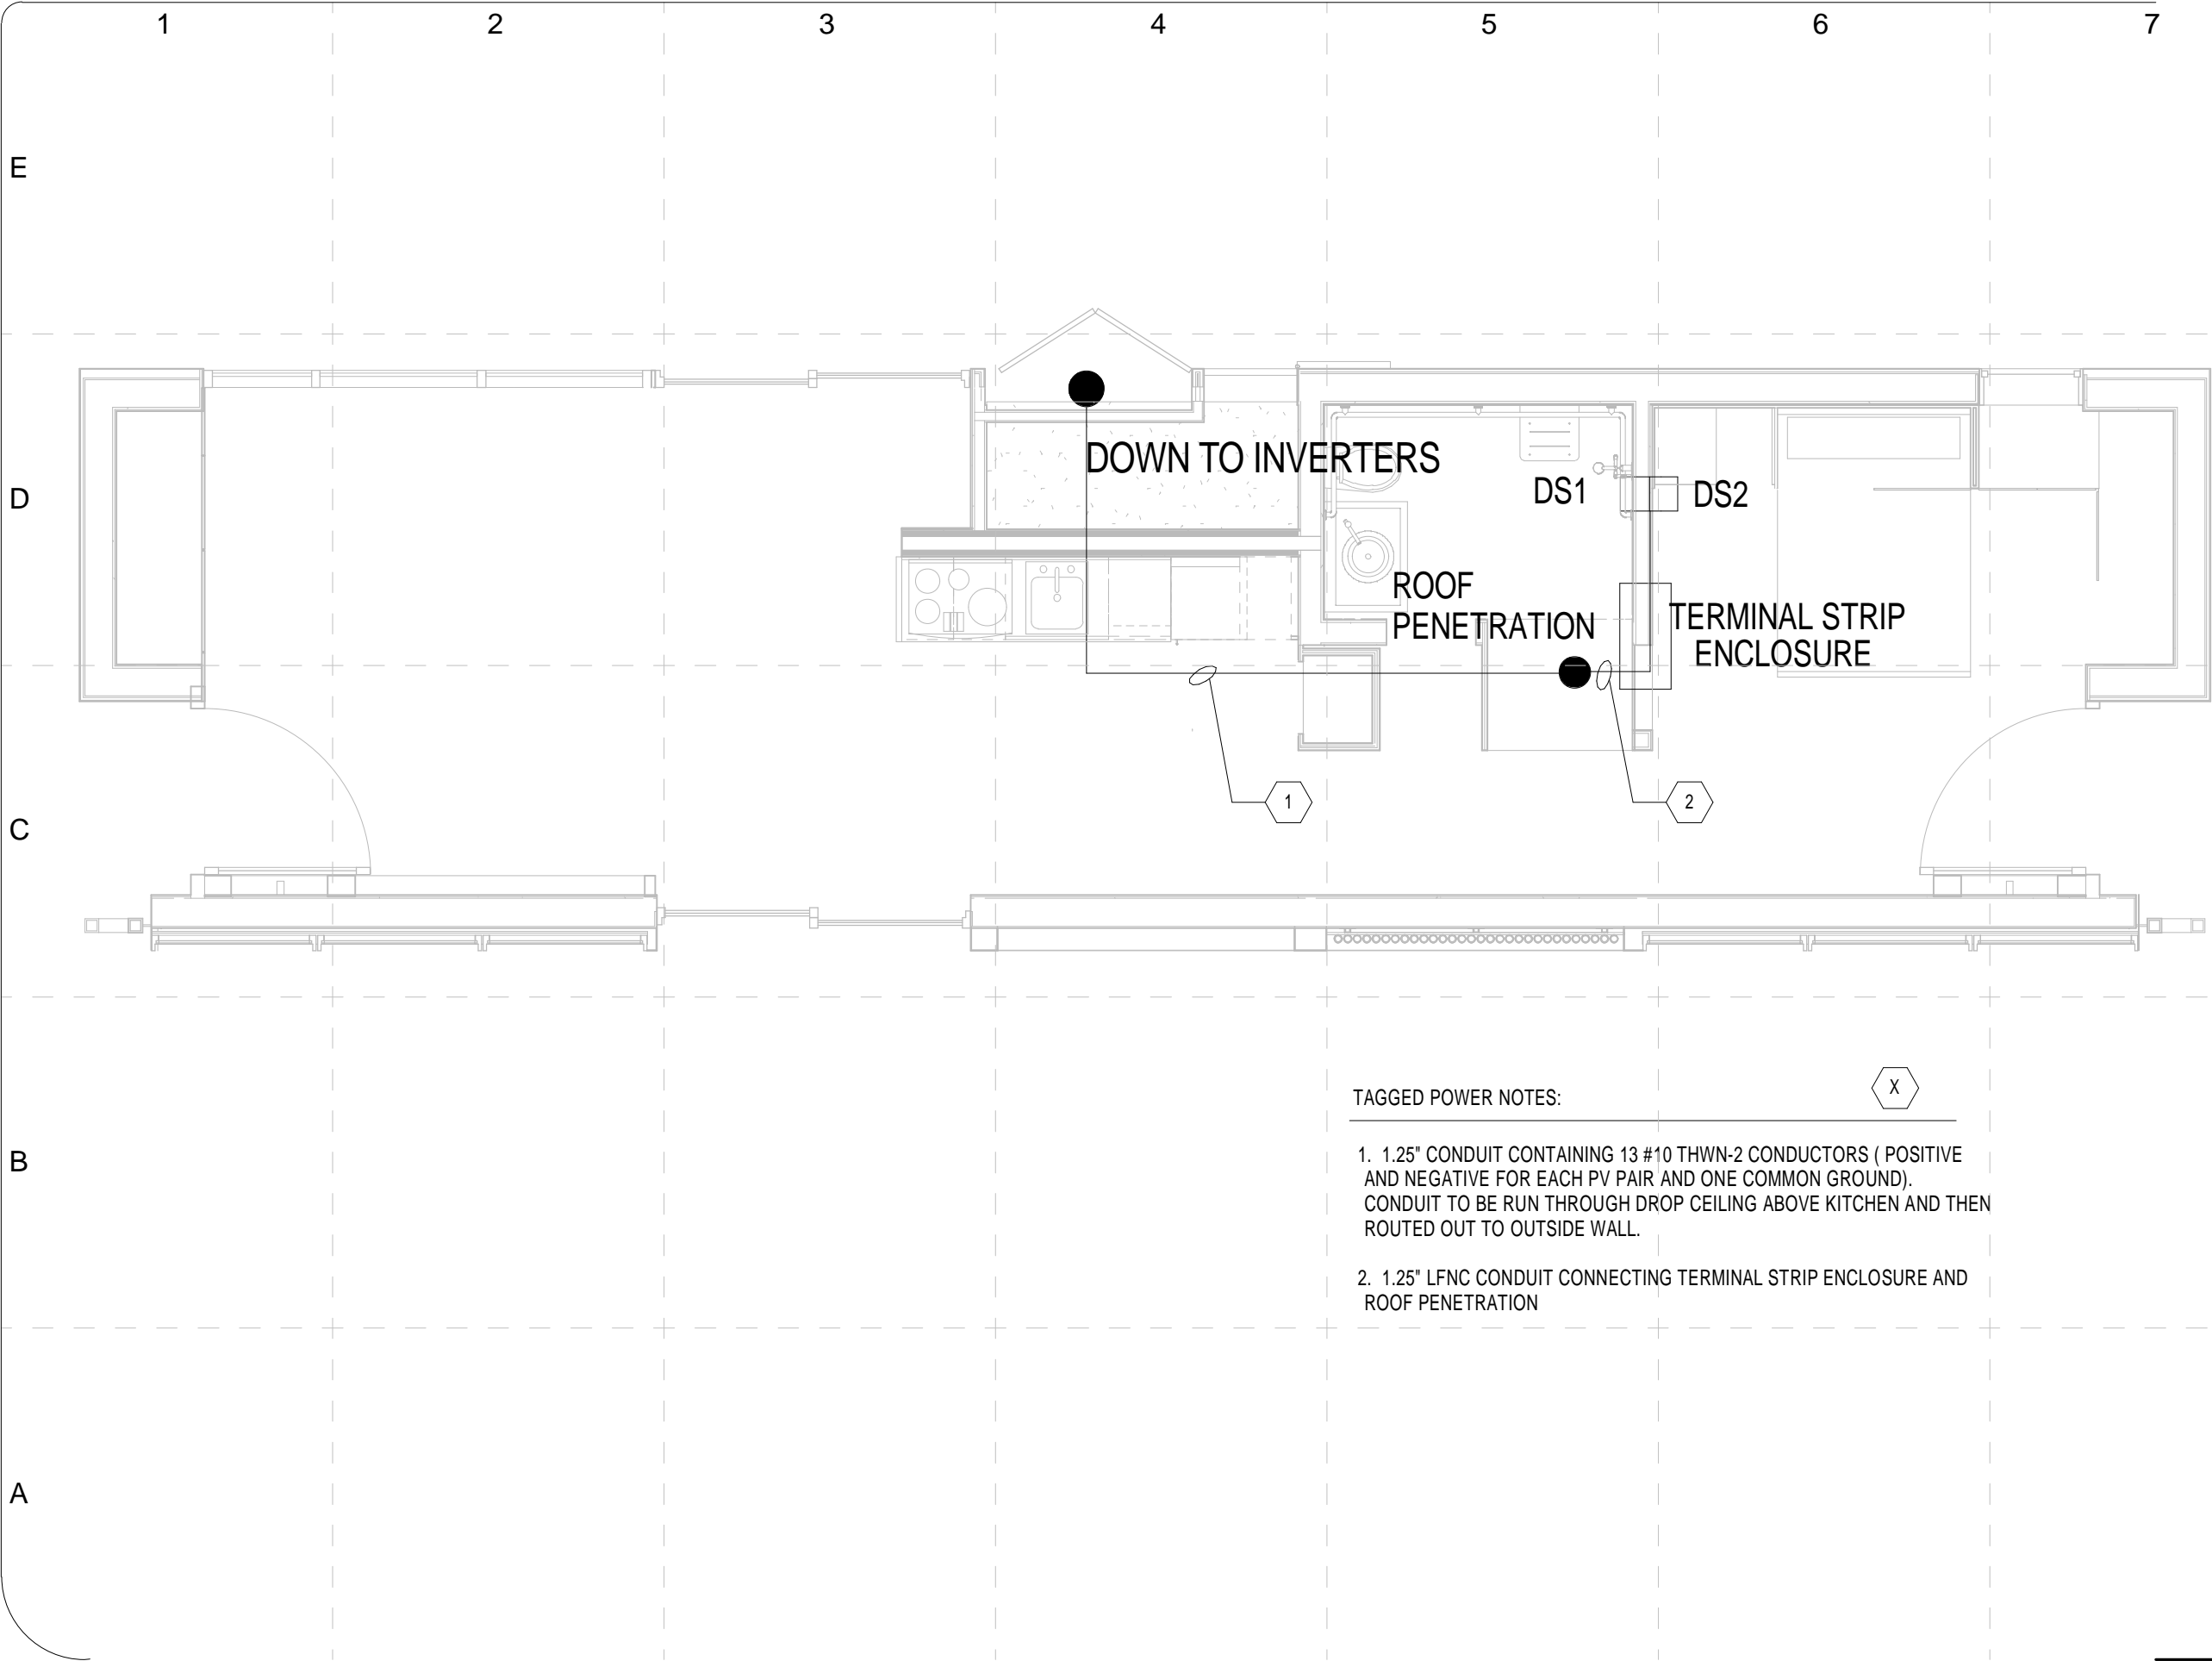 1 2 3 4 5 6 7
E
D
C
B
A
DOWN TO INVERTERS
DS1
DS2
ROOF
PENETRATION
TERMINAL STRIP
ENCLOSURE
1
2
TAGGED POWER NOTES:
X
1. 1.25" CONDUIT CONTAINING 13 #10 THWN-2 CONDUCTORS ( POSITIVE
AND NEGATIVE FOR EACH PV PAIR AND ONE COMMON GROUND).
CONDUIT TO BE RUN THROUGH DROP CEILING ABOVE KITCHEN AND THEN
ROUTED OUT TO OUTSIDE WALL.
2. 1.25" LFNC CONDUIT CONNECTING TERMINAL STRIP ENCLOSURE AND
ROOF PENETRATION